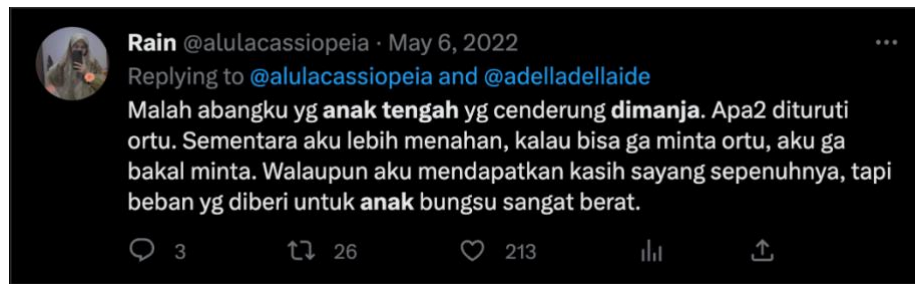 Rain @alulacassiopeia · May 6, 2022
Replying to @alulacassiopeia and @adelladellaide
Malah abangku yg anak tengah yg cenderung dimanja. Apa2 dituruti
ortu. Sementara aku lebih menahan, kalau bisa ga minta ortu, aku ga
bakal minta. Walaupun aku mendapatkan kasih sayang sepenuhnya, tapi
beban yg diberi untuk anak bungsu sangat berat.
3 26 213